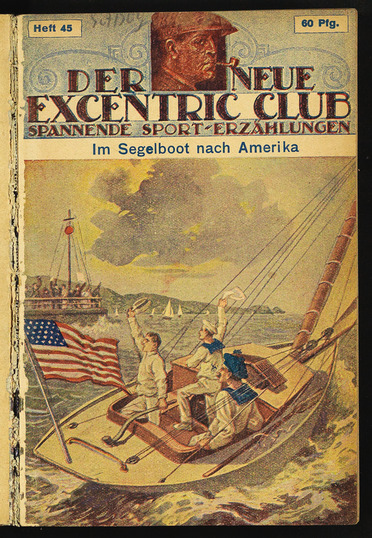 Heft 45
60 Pfg.
DER NEUE
EXCENTRIC CLUB
SPANNENDE SPORT-ERZÄHLUNGEN
Im Segelboot nach Amerika